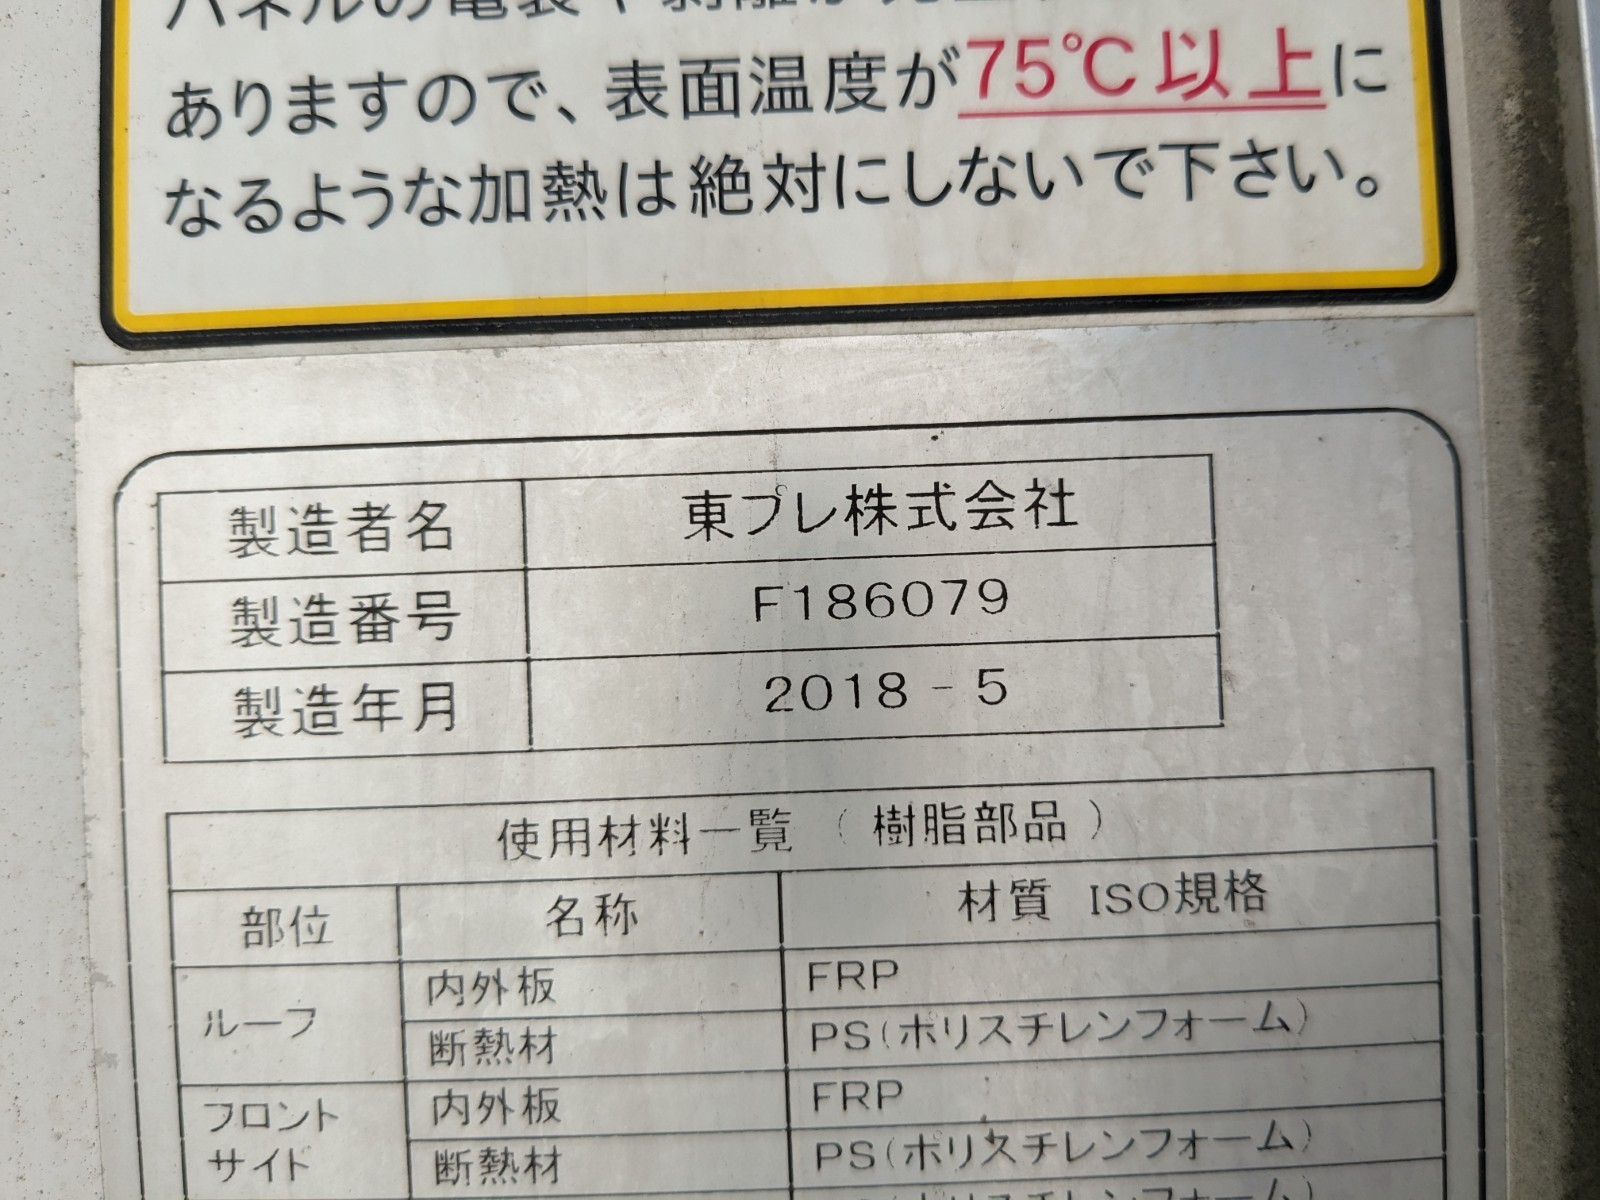 パネルの
ありますので、表面温度が75℃以上に
なるような加熱は絶対にしないで下さい。
製造者名 東プレ株式会社
製造番号 F186079
製造年月 2018-5
使用材料一覧(樹脂部品)
部位 名称 材質 ISO規格
ルーフ 内外板 FRP
断熱材 PS(ポリスチレンフォーム)
フロント 内外板 FRP
サイド 断熱材 PS(ポリスチレンフォーム)